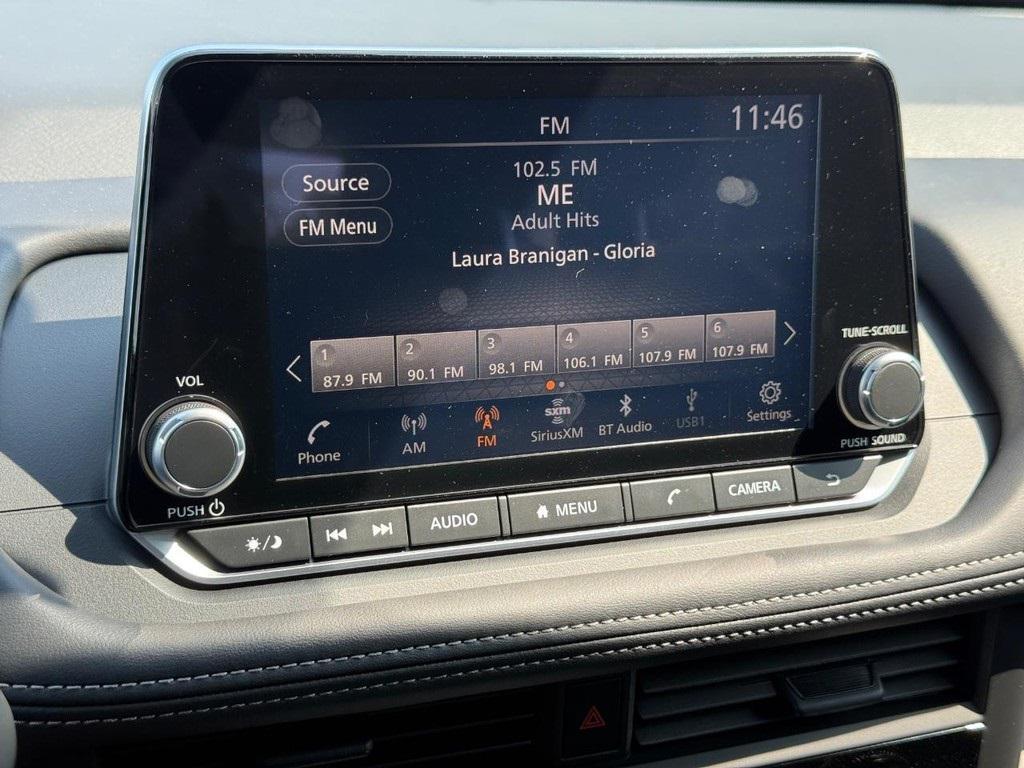 FM
11:46
Source
102.5 FM
ME
FM Menu
Adult Hits
Laura Branigan - Gloria
1
87.9 FM
2
90.1 FM
3
98.1 FM
4
106.1 FM
5
107.9 FM
6
107.9 FM
Phone
AM
FM
sxm
SiriusXM
BT Audio
USB1
Settings
VOL
PUSH
TUNE-SCROLL
PUSH SOUND
AUDIO
MENU
CAMERA